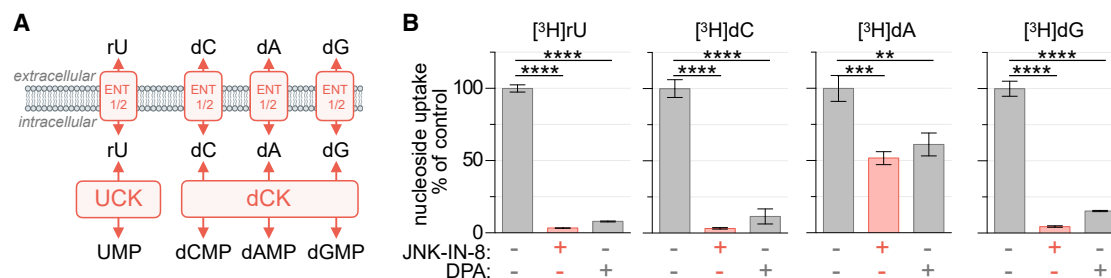 A
rU dC dA dG
extracellular
ENT 1/2 ENT 1/2 ENT 1/2 ENT 1/2
intracellular
rU dC dA dG
UCK dCK
UMP dCMP dAMP dGMP
B
[³H]rU [³H]dC [³H]dA [³H]dG
**** **** ** ****
**** **** *** ****
nucleoside uptake
% of control
100
50
0
JNK-IN-8: - + - + - + - +
DPA: - - + - - + - - + - - +